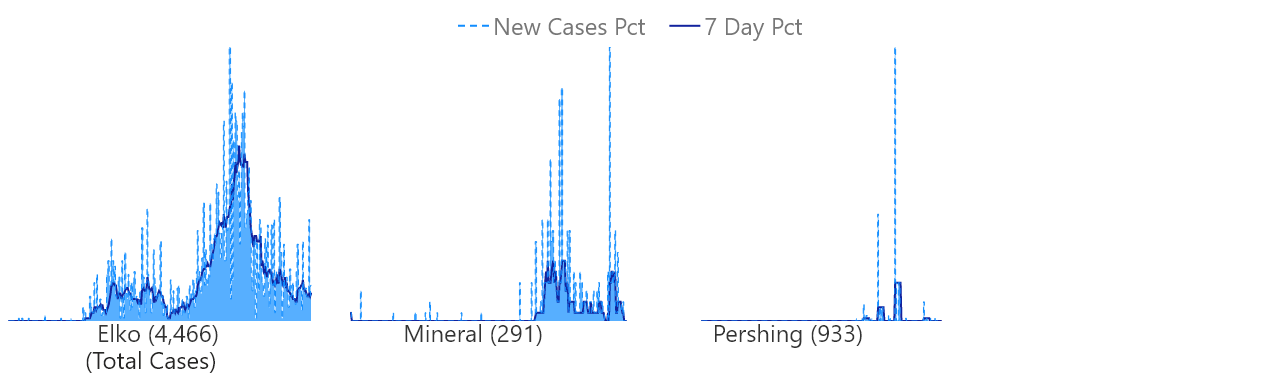 New Cases Pct 7 Day Pct
Elko (4,466) Mineral (291) Pershing (933)
(Total Cases)